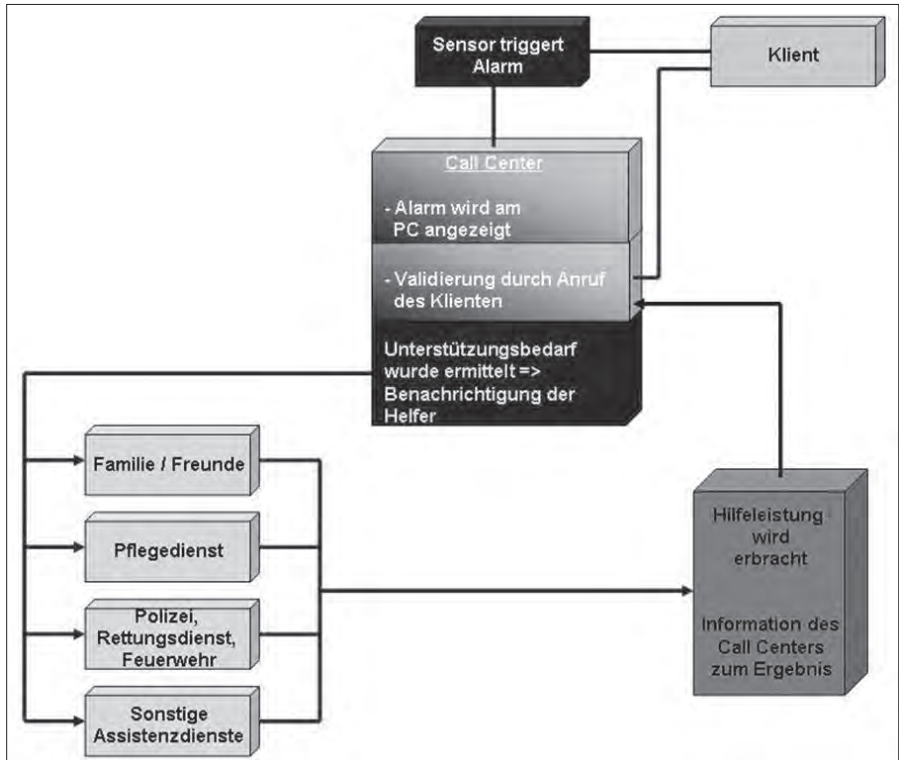 Sensor triggert
Alarm
Klient
Call Center
- Alarm wird am
PC angezeigt
- Validierung durch Anruf
des Klienten
Unterstützungsbedarf
wurde ermittelt =>
Benachrichtigung der
Helfer
Familie / Freunde
Pflegedienst
Polizei,
Rettungsdienst,
Feuerwehr
Sonstige
Assistenzdienste
Hilfeleistung
wird
erbracht
Information des
Call Centers
zum Ergebnis